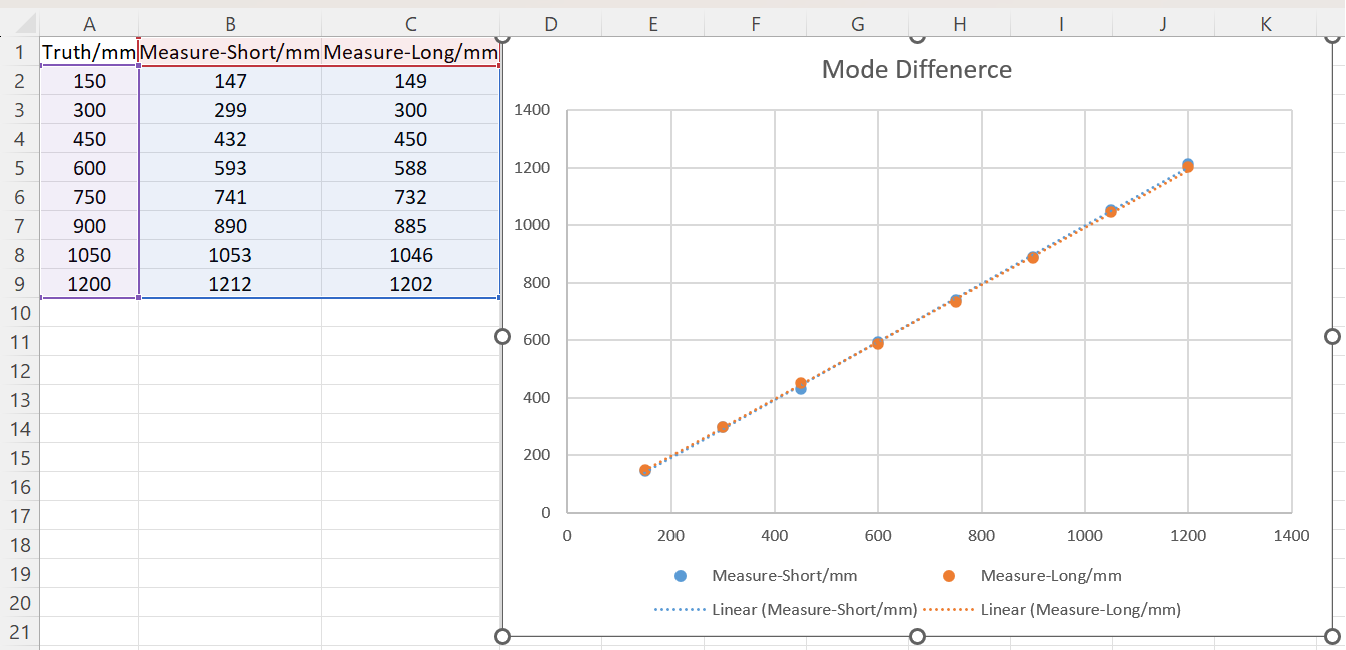 A B C D E F G H I J K
1 Truth/mm Measure-Short/mm Measure-Long/mm
2 150 147 149
3 300 299 300
4 450 432 450
5 600 593 588
6 750 741 732
7 900 890 885
8 1050 1053 1046
9 1200 1212 1202
10
11
12
13
14
15
16
17
18
19
20
21
Mode Diffenerce
1400
1200
1000
800
600
400
200
0
0 200 400 600 800 1000 1200 1400
Measure-Short/mm Measure-Long/mm
Linear (Measure-Short/mm) Linear (Measure-Long/mm)